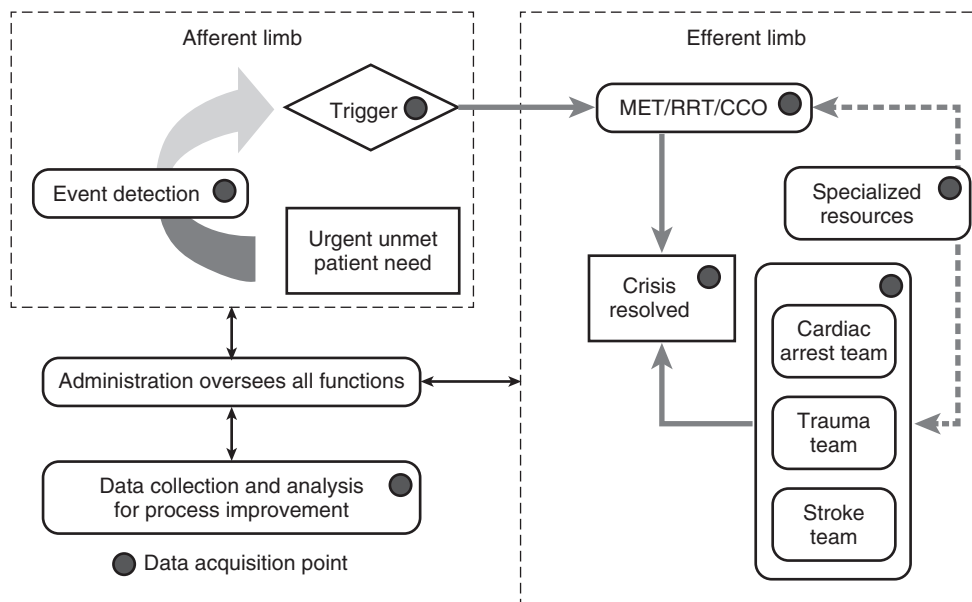 Afferent limb
Trigger
Event detection
Urgent unmet
patient need
Administration oversees all functions
Data collection and analysis
for process improvement
Data acquisition point
Efferent limb
MET/RRT/CCO
Specialized
resources
Crisis
resolved
Cardiac
arrest team
Trauma
team
Stroke
team